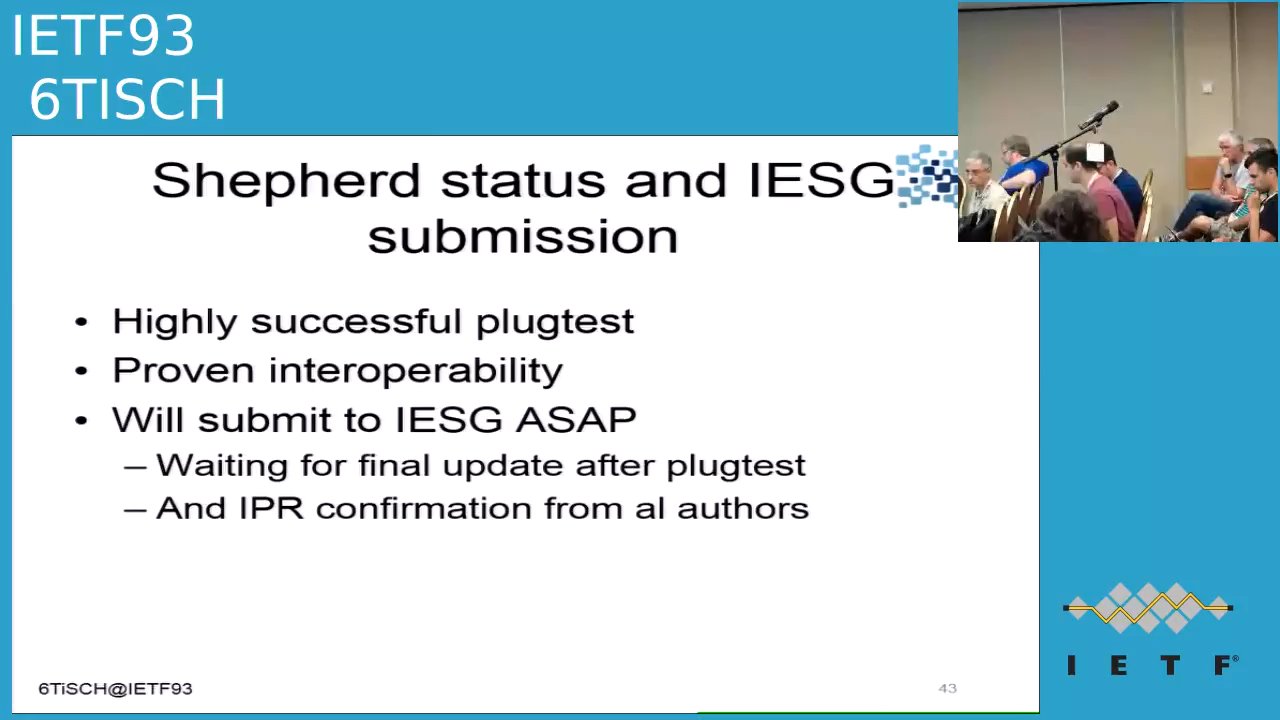 IETF93
6TISCH
Shepherd status and IESG
submission
• Highly successful plugtest
• Proven interoperability
• Will submit to IESG ASAP
– Waiting for final update after plugtest
– And IPR confirmation from al authors
6TiSCH@IETF93
43
I E T F®